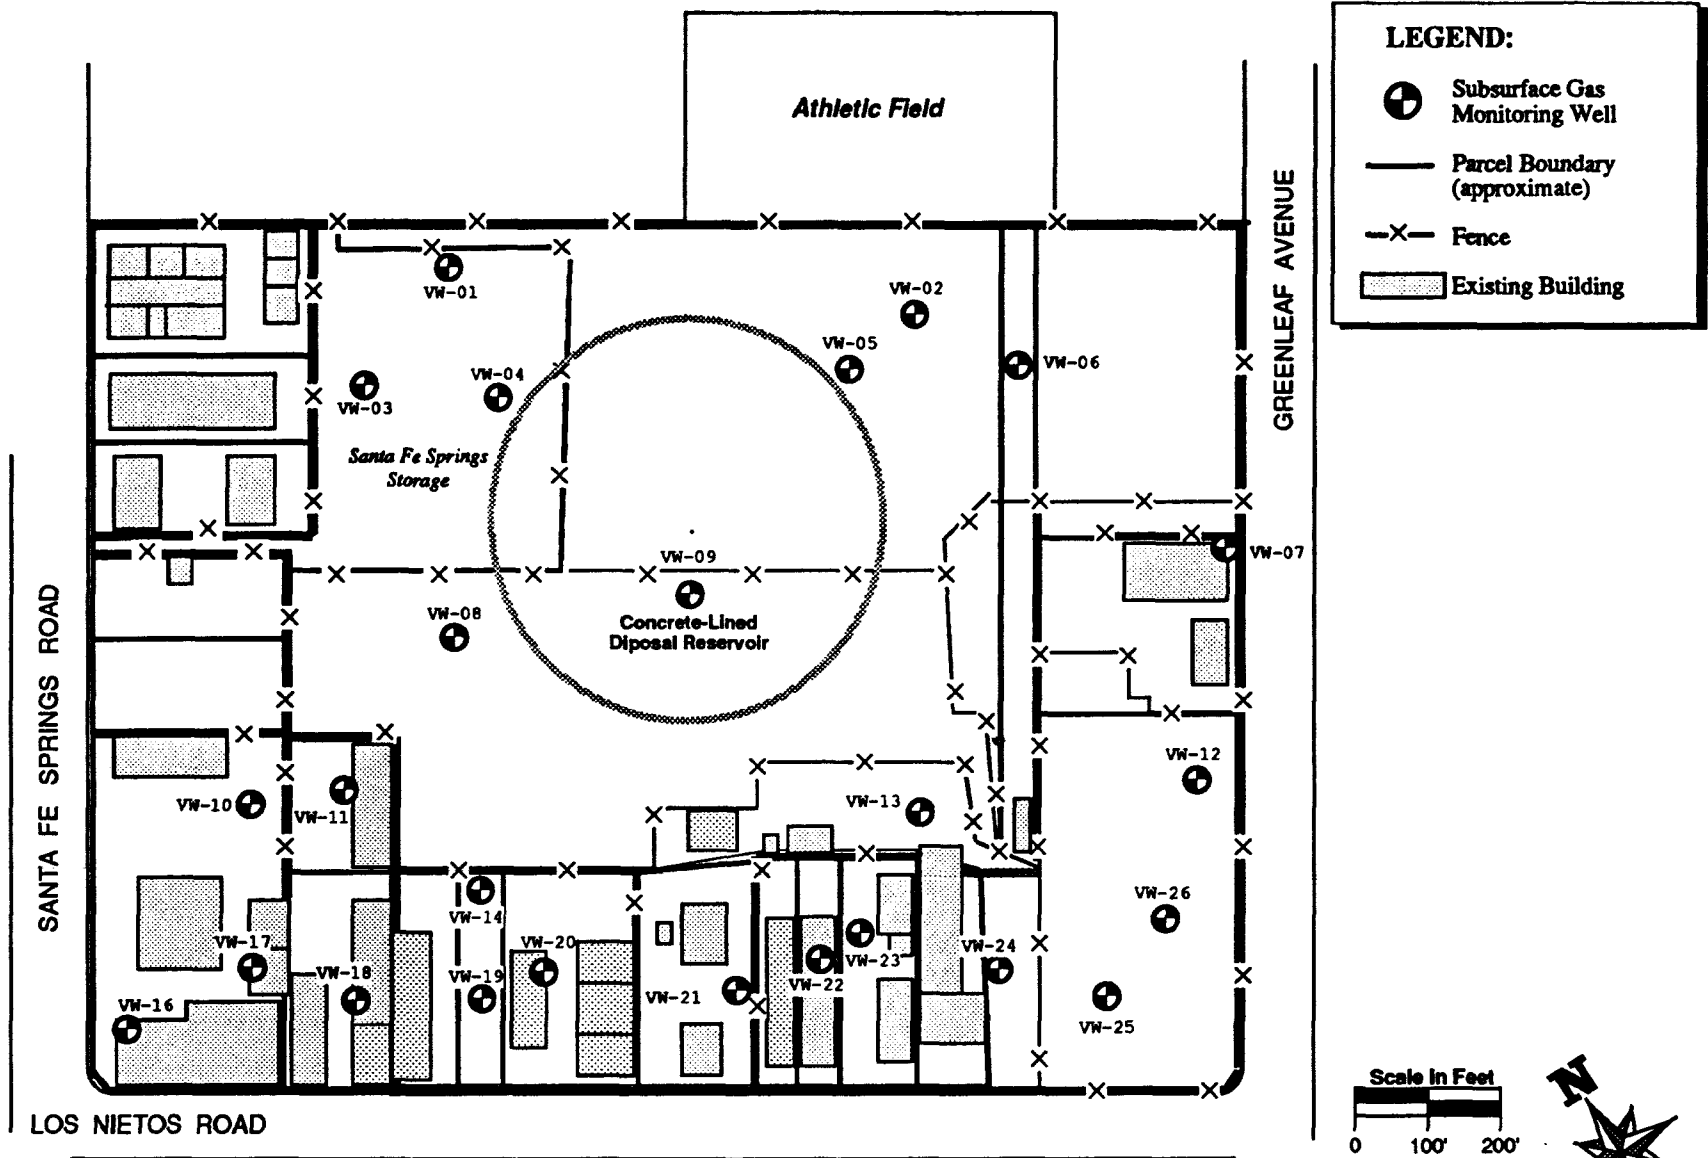 LEGEND:
Subsurface Gas
Monitoring Well
Parcel Boundary
(approximate)
Fence
Existing Building
Athletic Field
GREENLEAF AVENUE
VW-01
VW-02
VW-05
VW-06
VW-04
VW-03
Santa Fe Springs
Storage
VW-09
VW-07
Concrete-Lined
Diposal Reservoir
VW-08
SANTA FE SPRINGS ROAD
VW-12
VW-10
VW-11
VW-13
VW-26
VW-14
VW-17
VW-20
VW-24
VW-18
VW-19
VW-23
VW-22
VW-21
VW-16
VW-25
LOS NIETOS ROAD
Scale In Feet
0 100' 200'
N